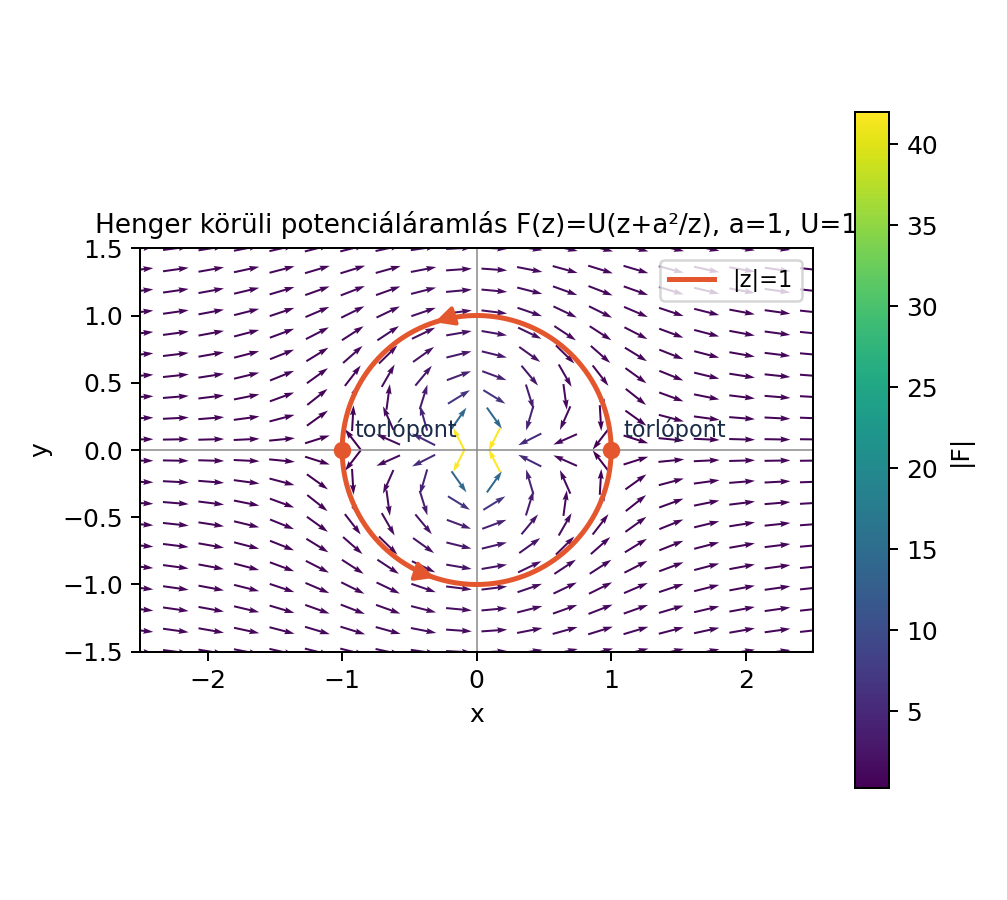 Henger körüli potenciáláramlás F(z)=U(z+a²/z), a=1, U=1
|z|=1
torlópont torlópont
1.5
1.0
0.5
0.0
−0.5
−1.0
−1.5
y
−2 −1 0 1 2
x
40
35
30
25
20
15
10
5
|F|